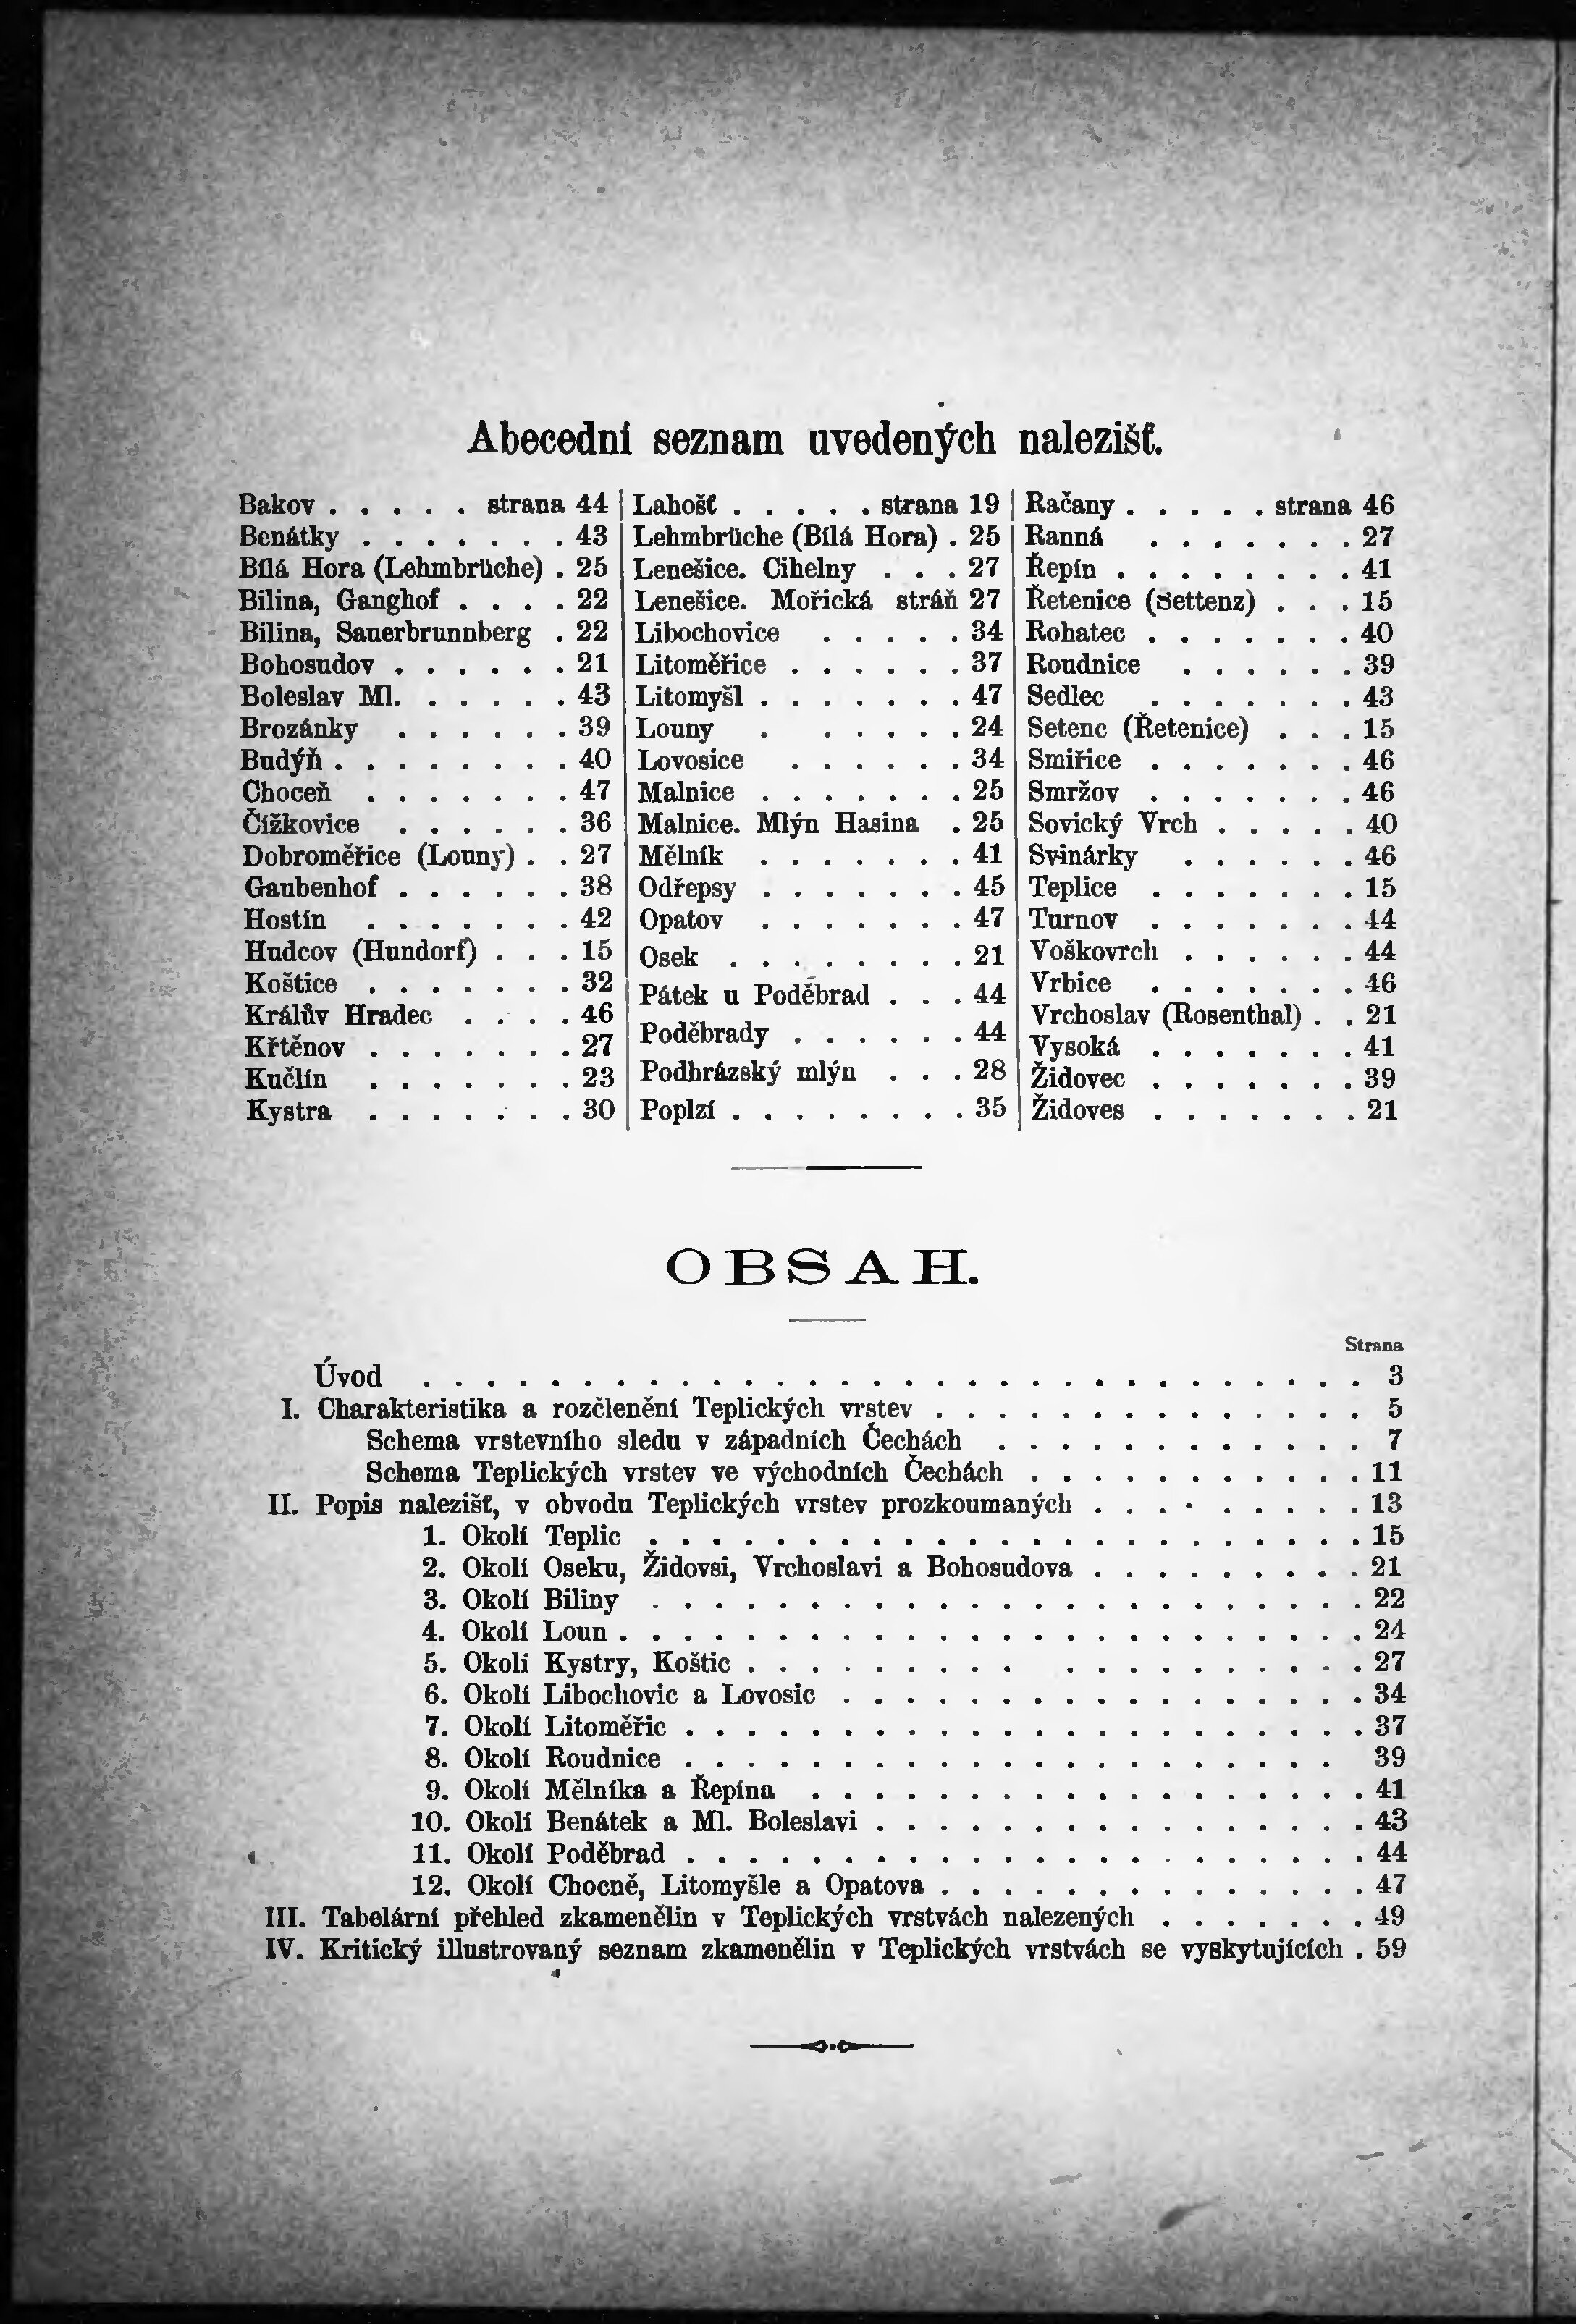 Abecední seznam uvedených nalezišť.
Bakov . . . . . strana 44
Benátky . . . . . . . 43
Bílá Hora (Lehmbrüche) . 25
Bilina, Ganghof . . . . 22
Bilina, Sauerbrunnberg . 22
Bohosudov . . . . . . 21
Boleslav Ml. . . . . . 43
Brozánky . . . . . . 39
Budýň . . . . . . . . 40
Choceň . . . . . . . 47
Čížkovice . . . . . . 36
Dobroměřice (Louny) . . 27
Gaubenhof . . . . . . 38
Hostín . . . . . . . 42
Hudcov (Hundorf) . . . 15
Koštice . . . . . . . 32
Králův Hradec . . . . 46
Křtěnov . . . . . . . 27
Kučlín . . . . . . . 23
Kystra . . . . . . . 30
Lahošť . . . . . strana 19
Lehmbrüche (Bílá Hora) . 25
Lenešice. Cihelny . . . 27
Lenešice. Mořická stráň 27
Libochovice . . . . . 34
Litoměřice . . . . . . 37
Litomyšl . . . . . . . 47
Louny . . . . . . 24
Lovosice . . . . . . 34
Malnice . . . . . . . 25
Malnice. Mlýn Hasina . 25
Mělník . . . . . . . 41
Odřepsy . . . . . . . 45
Opatov . . . . . . . 47
Osek . . . . . . . . 21
Pátek u Poděbrad . . . 44
Poděbrady . . . . . . 44
Podhrázský mlýn . . . 28
Poplzí . . . . . . . . 35
Račany . . . . . strana 46
Ranná . . . . . . . 27
Řepín . . . . . . . . 41
Řetenice (Settenz) . . . 15
Rohatec . . . . . . . 40
Roudnice . . . . . . 39
Sedlec . . . . . . . 43
Setenc (Řetenice) . . . 15
Smiřice . . . . . . . 46
Smržov . . . . . . . 46
Sovický Vrch . . . . . 40
Svinárky . . . . . . 46
Teplice . . . . . . . 15
Turnov . . . . . . . 44
Voškovrch . . . . . . 44
Vrbice . . . . . . . 46
Vrchoslav (Rosenthal) . . 21
Vysoká . . . . . . . 41
Židovec . . . . . . . 39
Židoves . . . . . . . 21
OBSAH.
Strana
Úvod . . . . . . . . . . 3
I. Charakteristika a rozčlenění Teplických vrstev . . . . . . . . . . 5
Schema vrstevního sledu v západních Čechách . . . . . . . . . . 7
Schema Teplických vrstev ve východních Čechách . . . . . . . . . . 11
II. Popis nalezišť, v obvodu Teplických vrstev prozkoumaných . . . . . . . . . 13
1. Okolí Teplic . . . . . . . . . . 15
2. Okolí Oseku, Židovsi, Vrchoslavi a Bohosudova . . . . . . . . . 21
3. Okolí Biliny . . . . . . . . . . 22
4. Okolí Loun . . . . . . . . . . 24
5. Okolí Kystry, Koštic . . . . . . . . . . 27
6. Okolí Libochovic a Lovosic . . . . . . . . . . 34
7. Okolí Litoměřic . . . . . . . . . . 37
8. Okolí Roudnice . . . . . . . . . . 39
9. Okolí Mělníka a Řepína . . . . . . . . . . 41
10. Okolí Benátek a Ml. Boleslavi . . . . . . . . . . 43
11. Okolí Poděbrad . . . . . . . . . . 44
12. Okolí Chocně, Litomyšle a Opatova . . . . . . . . . . 47
III. Tabelární přehled zkamenělin v Teplických vrstvách nalezených . . . . . . . 49
IV. Kritický illustrovaný seznam zkamenělin v Teplických vrstvách se vyskytujících . 59